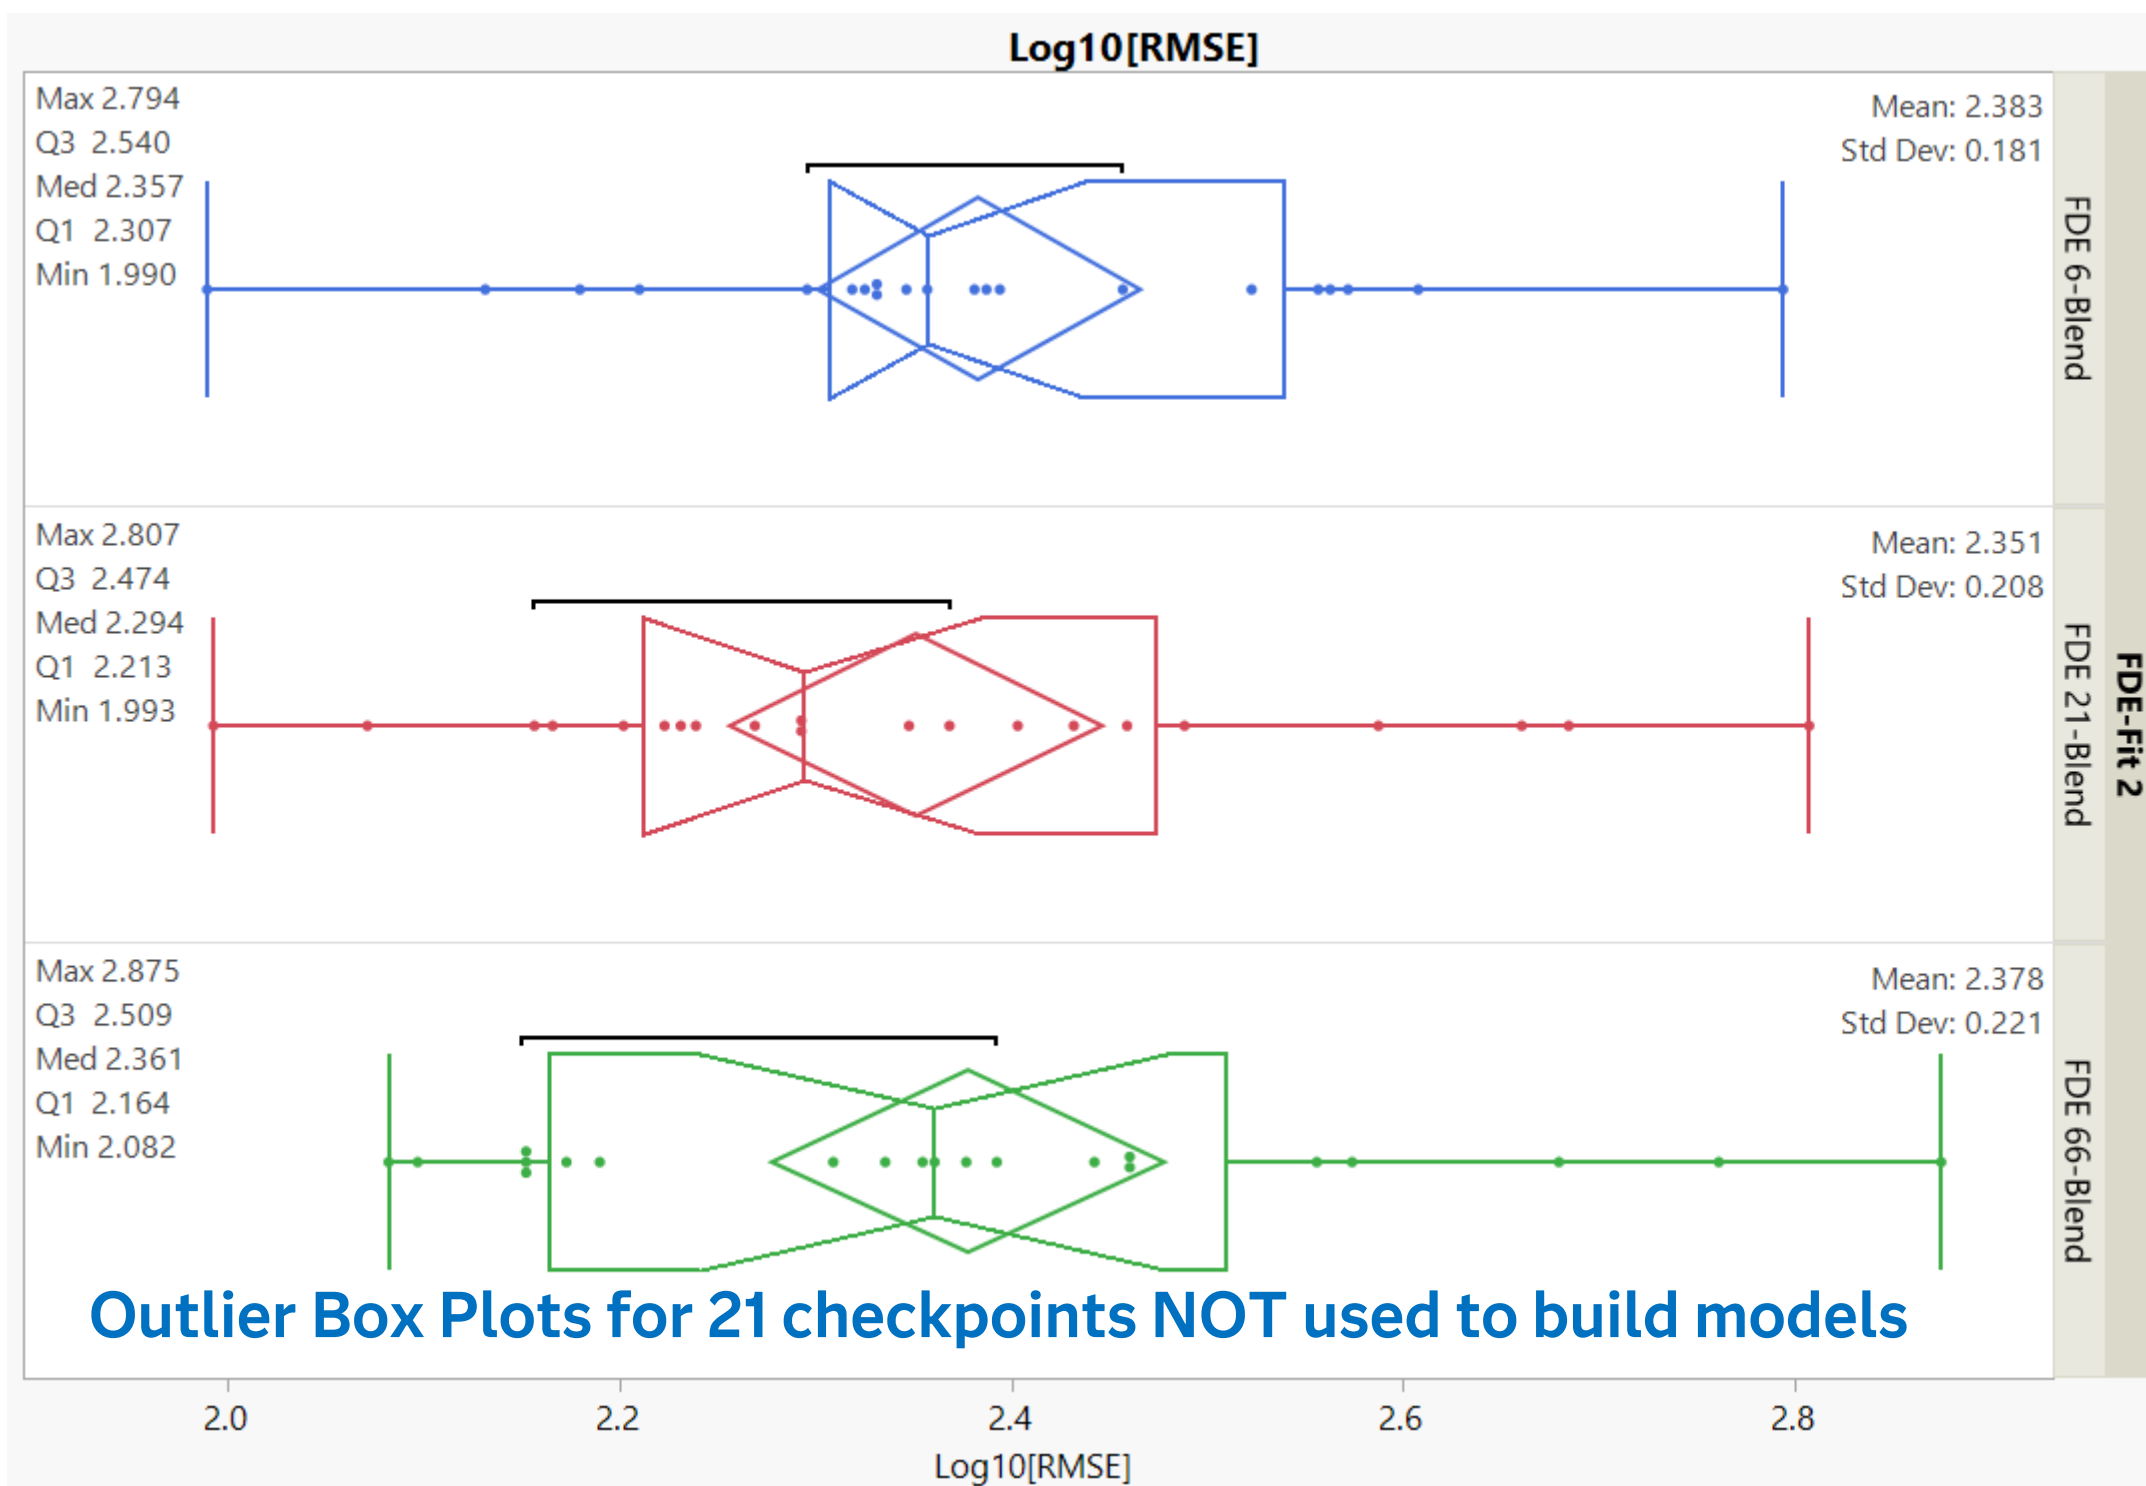 Log10[RMSE]
Max 2.794
Q3 2.540
Med 2.357
Q1 2.307
Min 1.990
Mean: 2.383
Std Dev: 0.181
FDE 6-Blend
Max 2.807
Q3 2.474
Med 2.294
Q1 2.213
Min 1.993
Mean: 2.351
Std Dev: 0.208
FDE 21-Blend
FDE-Fit 2
Max 2.875
Q3 2.509
Med 2.361
Q1 2.164
Min 2.082
Mean: 2.378
Std Dev: 0.221
FDE 66-Blend
Outlier Box Plots for 21 checkpoints NOT used to build models
2.0 2.2 2.4 2.6 2.8
Log10[RMSE]